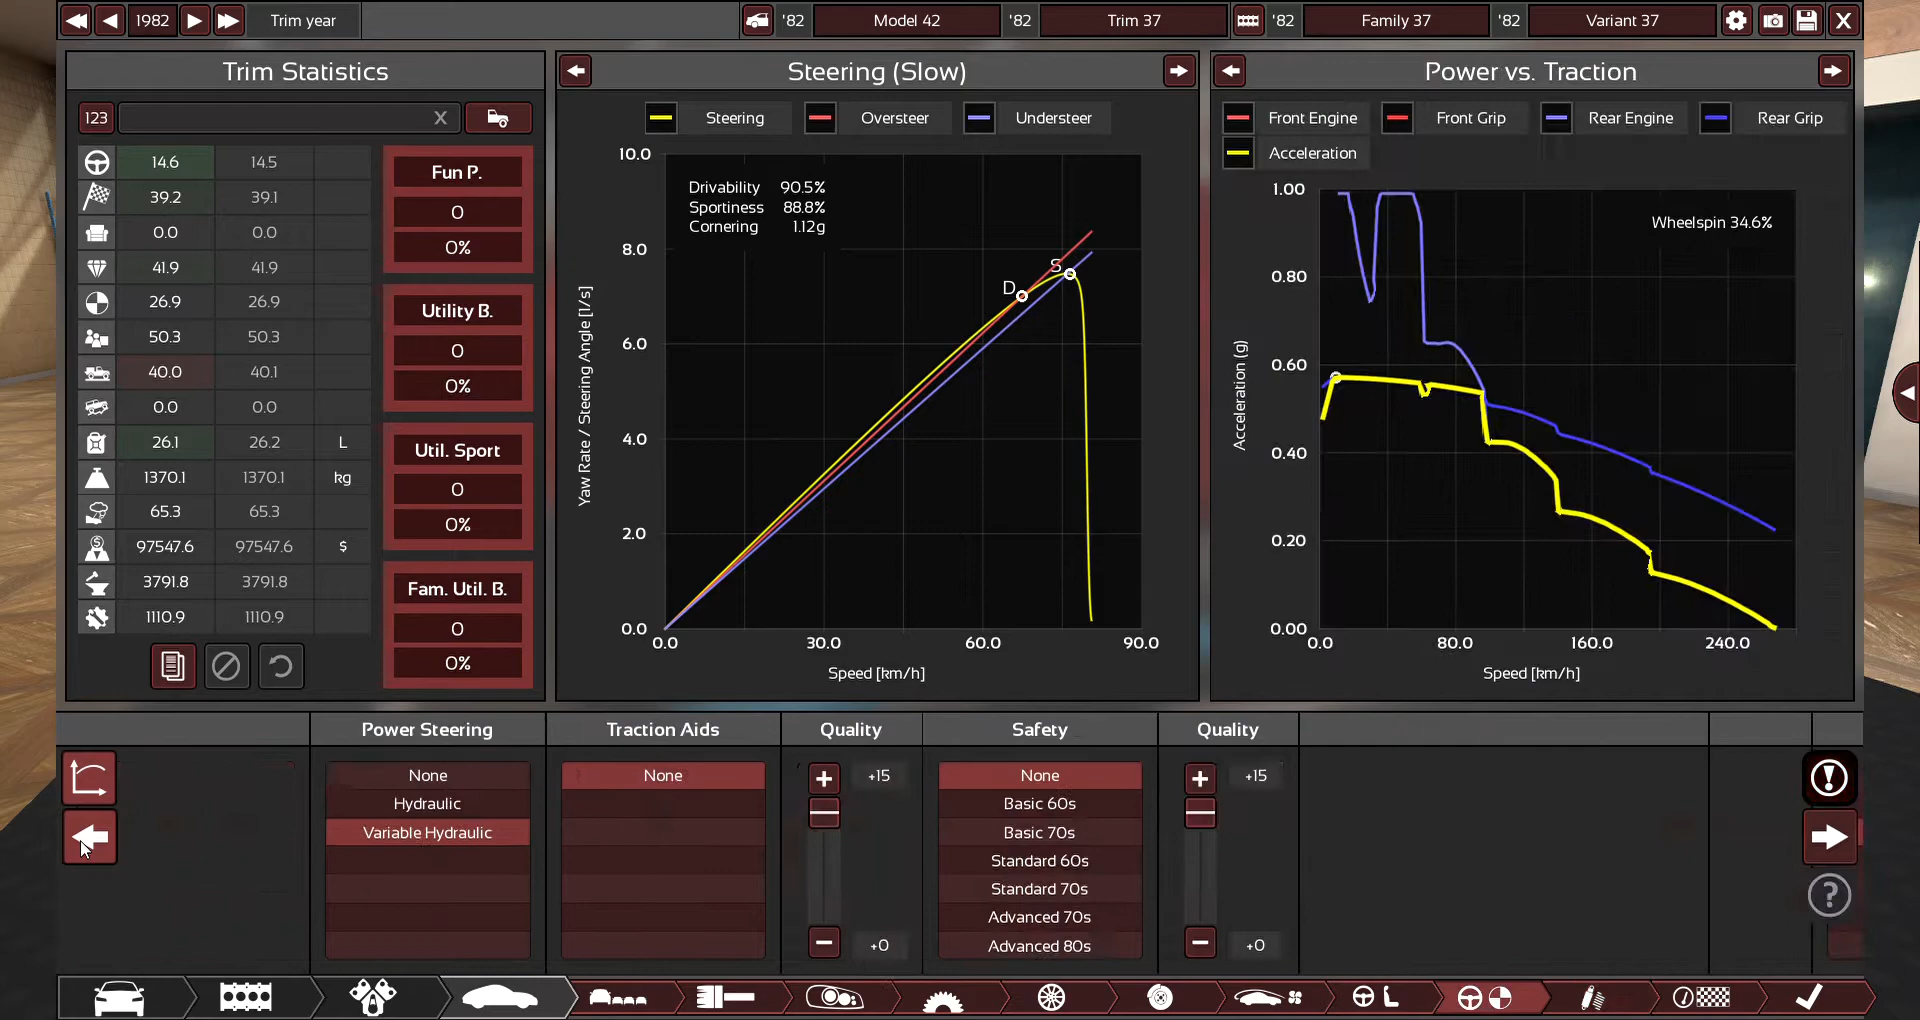 1982
Trim year
'82
Model 42
'82
Trim 37
'82
Family 37
'82
Variant 37
X
Trim Statistics
123
X
14.6 14.5
39.2 39.1
0.0 0.0
41.9 41.9
26.9 26.9
50.3 50.3
40.0 40.1
0.0 0.0
26.1 26.2 L
1370.1 1370.1 kg
65.3 65.3
97547.6 97547.6 $
3791.8 3791.8
1110.9 1110.9
Fun P.
0
0%
Utility B.
0
0%
Util. Sport
0
0%
Fam. Util. B.
0
0%
Steering (Slow)
Steering
Oversteer
Understeer
Drivability 90.5%
Sportiness 88.8%
Cornering 1.12g
D
S
Yaw Rate / Steering Angle [1/s]
10.0
8.0
6.0
4.0
2.0
0.0
0.0 30.0 60.0 90.0
Speed [km/h]
Power vs. Traction
Front Engine
Front Grip
Rear Engine
Rear Grip
Acceleration
Wheelspin 34.6%
Acceleration (g)
1.00
0.80
0.60
0.40
0.20
0.00
0.0 80.0 160.0 240.0
Speed [km/h]
Power Steering
None
Hydraulic
Variable Hydraulic
Traction Aids
None
Quality
+15
+0
Safety
None
Basic 60s
Basic 70s
Standard 60s
Standard 70s
Advanced 70s
Advanced 80s
Quality
+15
+0
?